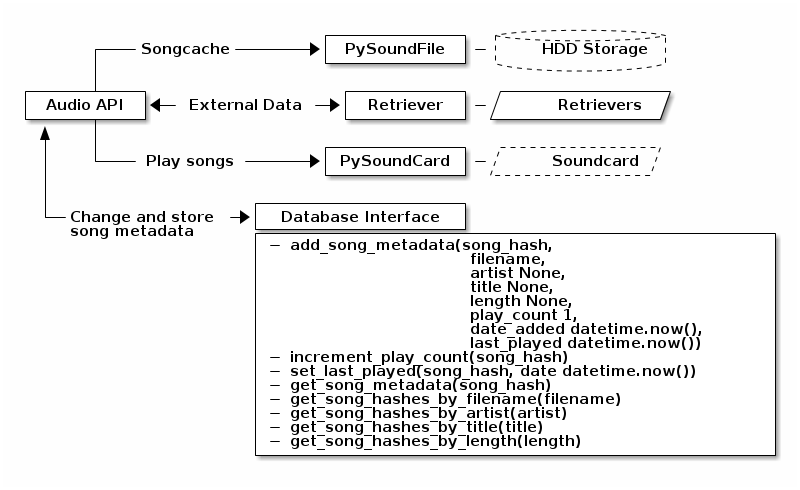 Songcache
PySoundFile
HDD Storage
Audio API
External Data
Retriever
Retrievers
Play songs
PySoundCard
Soundcard
Change and store
song metadata
Database Interface
– add_song_metadata(song_hash,
filename,
artist None,
title None,
length None,
play_count 1,
date_added datetime.now(),
last_played datetime.now())
– increment_play_count(song_hash)
– set_last_played(song_hash, date datetime.now())
– get_song_metadata(song_hash)
– get_song_hashes_by_filename(filename)
– get_song_hashes_by_artist(artist)
– get_song_hashes_by_title(title)
– get_song_hashes_by_length(length)